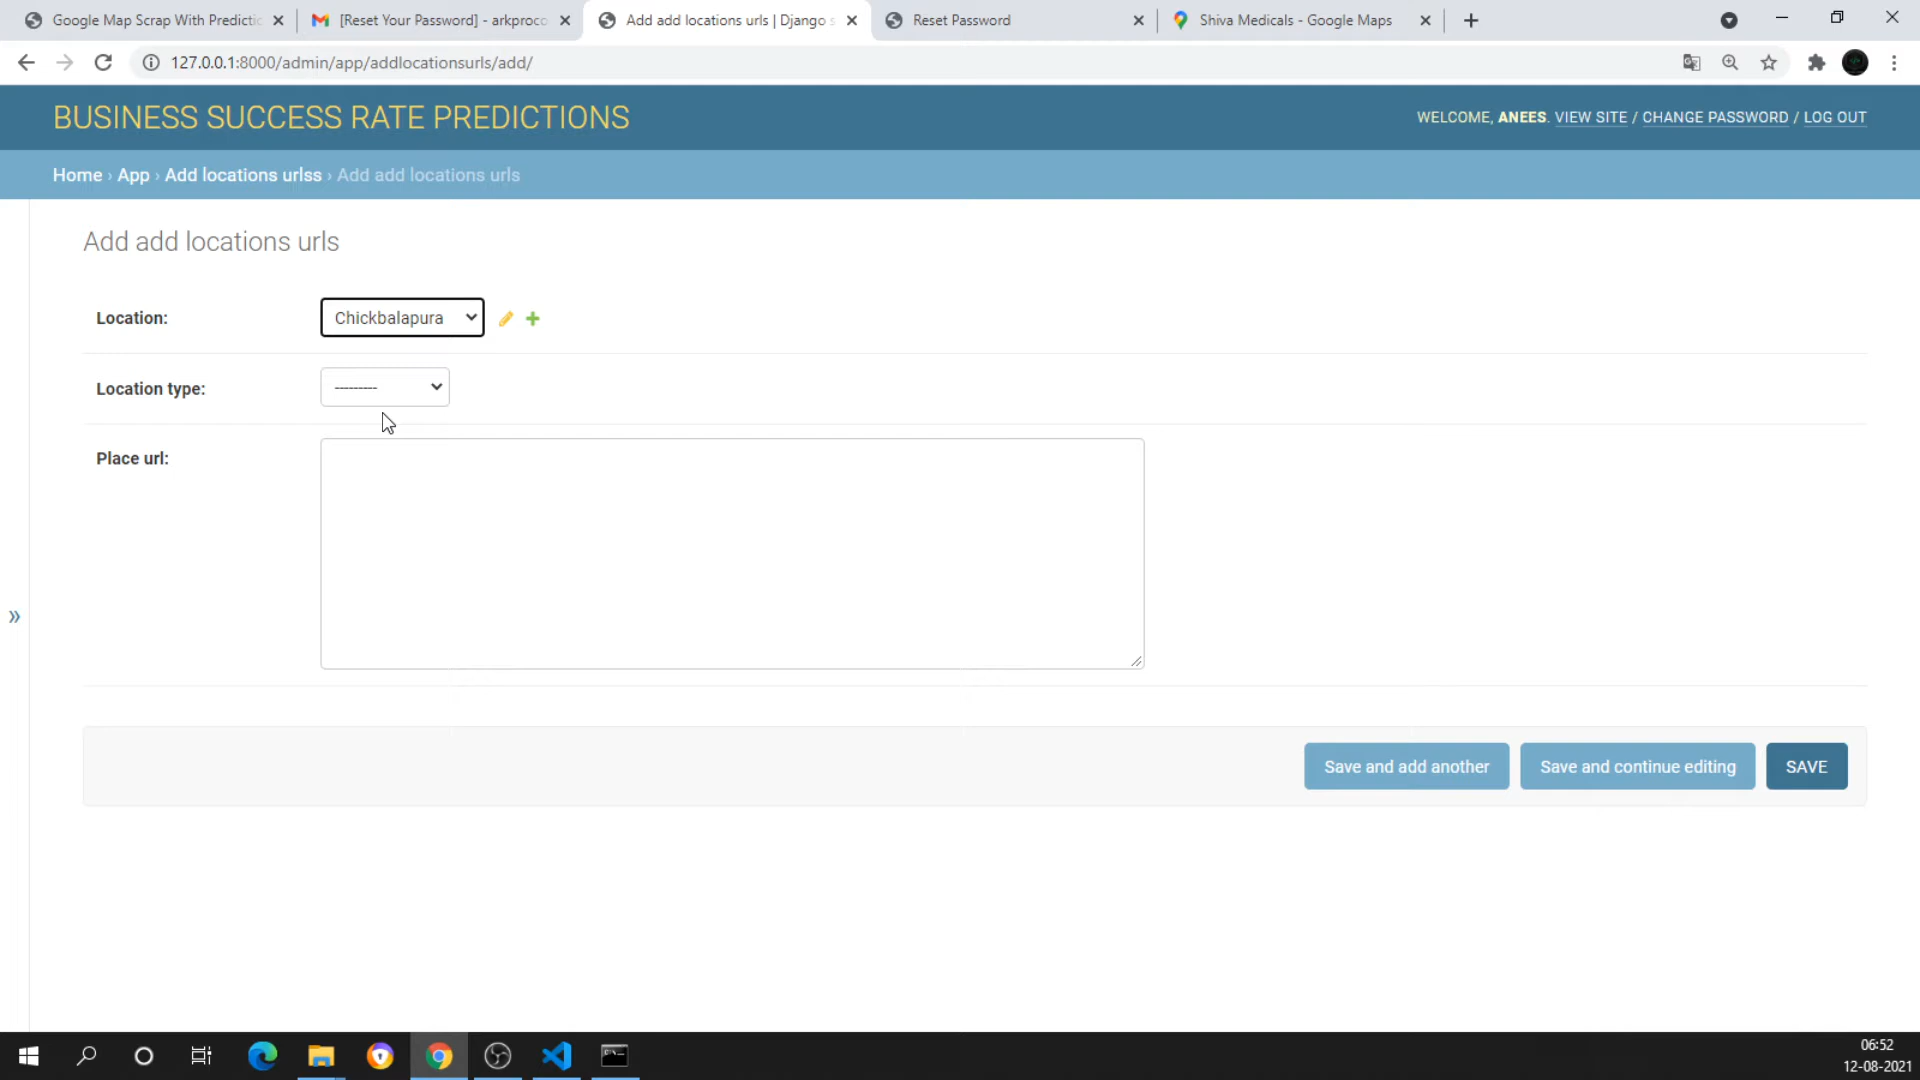 Google Map Scrap With Predictic
[Reset Your Password] - arkproco
Add add locations urls | Django s
Reset Password
Shiva Medicals - Google Maps
127.0.0.1:8000/admin/app/addlocationsurls/add/
BUSINESS SUCCESS RATE PREDICTIONS
WELCOME, ANEES. VIEW SITE / CHANGE PASSWORD / LOG OUT
Home › App › Add locations urlss › Add add locations urls
Add add locations urls
Location:
Chickbalapura
Location type:
---------
Place url:
»
Save and add another
Save and continue editing
SAVE
06:52
12-08-2021